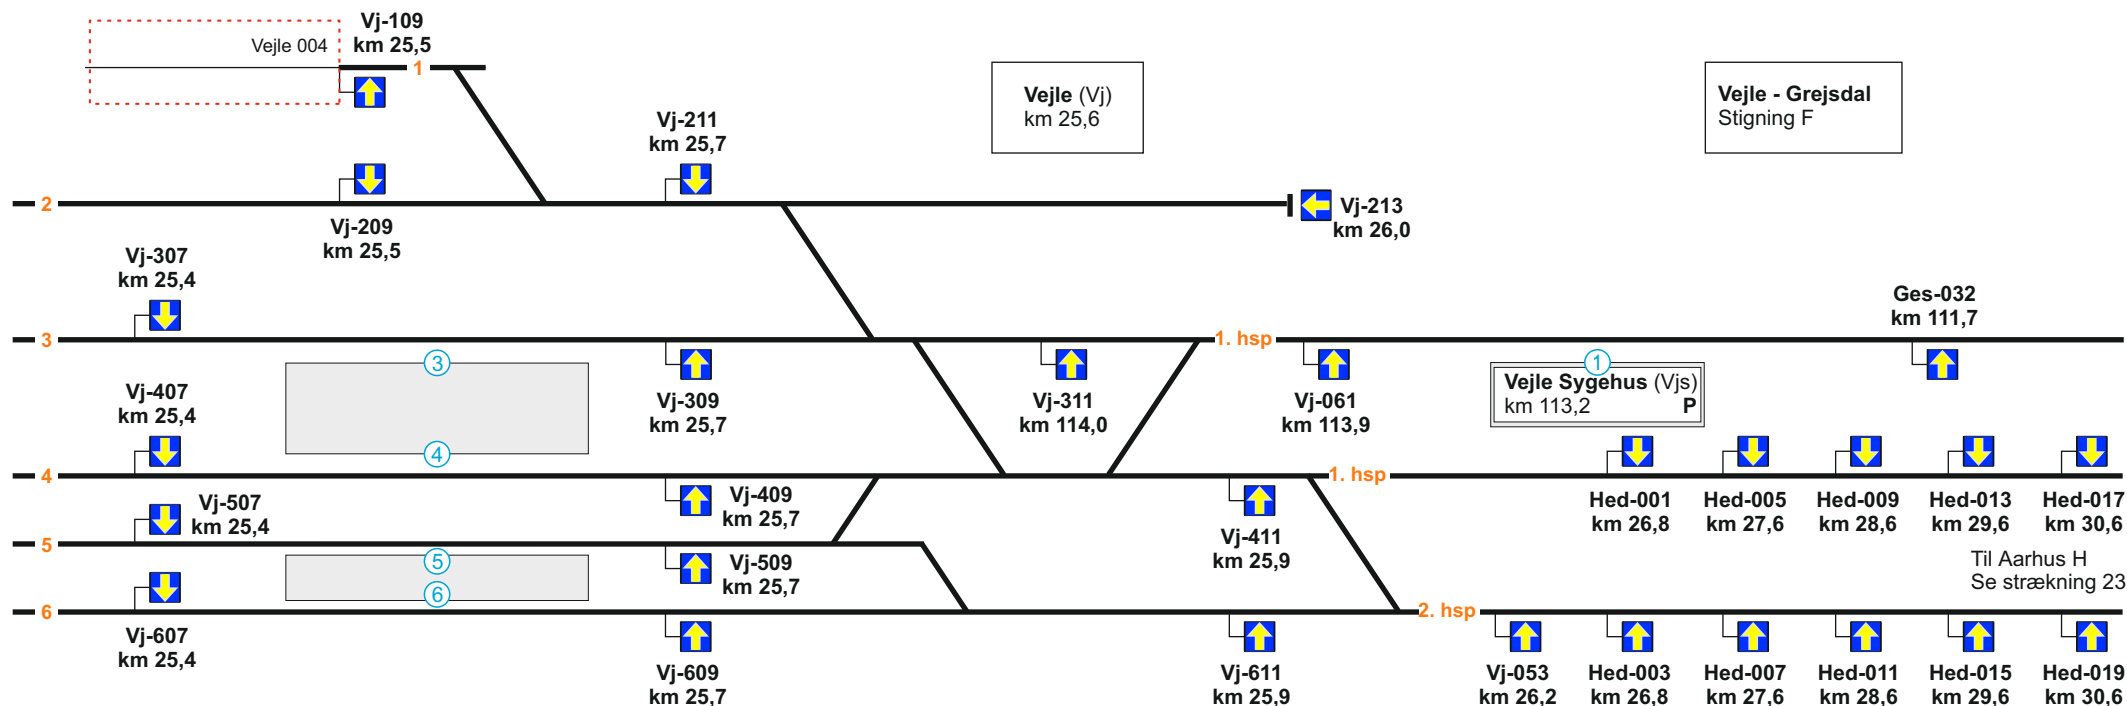 Vj-109
km 25,5
Vejle 004
1
Vejle (Vj)
km 25,6
Vejle - Grejsdal
Stigning F
Vj-211
km 25,7
2
Vj-209
km 25,5
Vj-213
km 26,0
Vj-307
km 25,4
Ges-032
km 111,7
3
1. hsp
3
Vj-309
km 25,7
Vj-311
km 114,0
Vj-061
km 113,9
1
Vejle Sygehus (Vjs)
km 113,2 P
Vj-407
km 25,4
4
4
1. hsp
Vj-507
km 25,4
Vj-409
km 25,7
Vj-411
km 25,9
Hed-001
km 26,8
Hed-005
km 27,6
Hed-009
km 28,6
Hed-013
km 29,6
Hed-017
km 30,6
5
5
Vj-509
km 25,7
Til Aarhus H
Se strækning 23
6
6
2. hsp
Vj-607
km 25,4
Vj-609
km 25,7
Vj-611
km 25,9
Vj-053
km 26,2
Hed-003
km 26,8
Hed-007
km 27,6
Hed-011
km 28,6
Hed-015
km 29,6
Hed-019
km 30,6